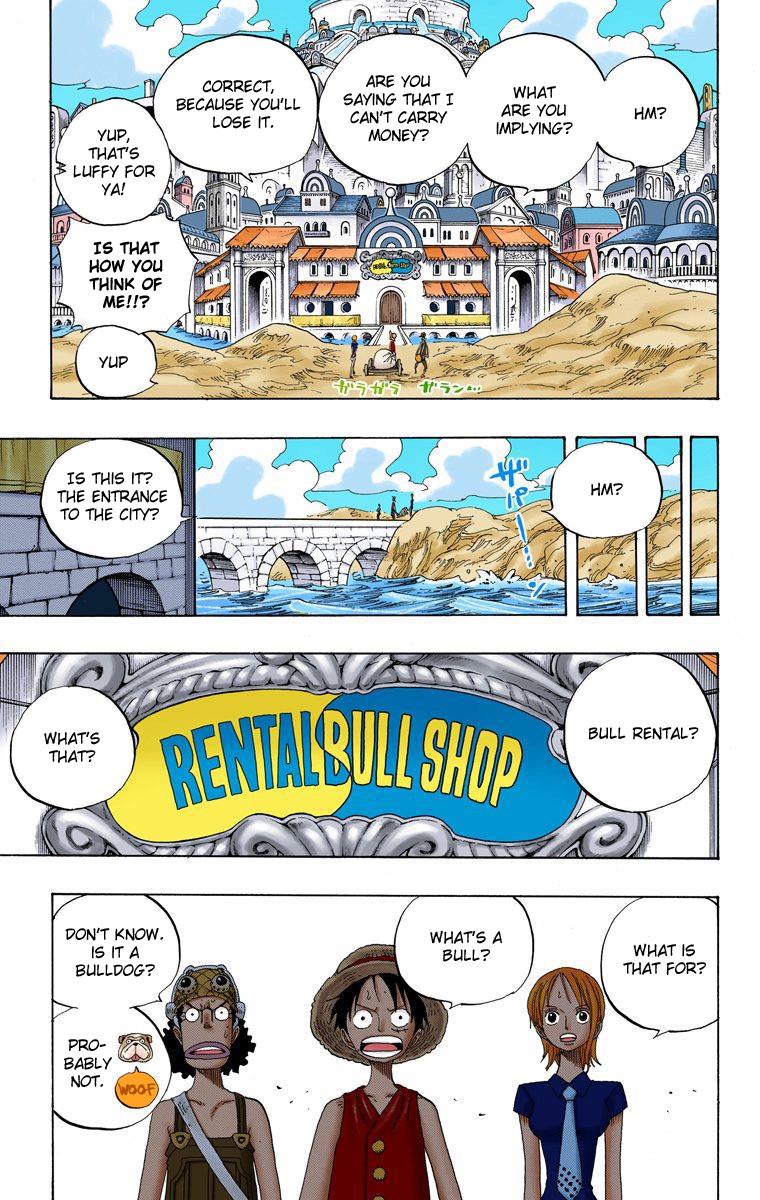 HM?
WHAT
ARE YOU
IMPLYING?
ARE YOU
SAYING THAT I
CAN'T CARRY
MONEY?
CORRECT,
BECAUSE YOU'LL
LOSE IT.
YUP,
THAT'S
LUFFY FOR
YA!
IS THAT
HOW YOU
THINK OF
ME!!?
YUP
ガラガラ ガラン…
HM?
ザパーーン
IS THIS IT?
THE ENTRANCE
TO THE CITY?
BULL RENTAL?
RENTAL BULL SHOP
WHAT'S
THAT?
WHAT IS
THAT FOR?
WHAT'S A
BULL?
DON'T KNOW.
IS IT A
BULLDOG?
PRO-
BABLY
NOT.
WOOF